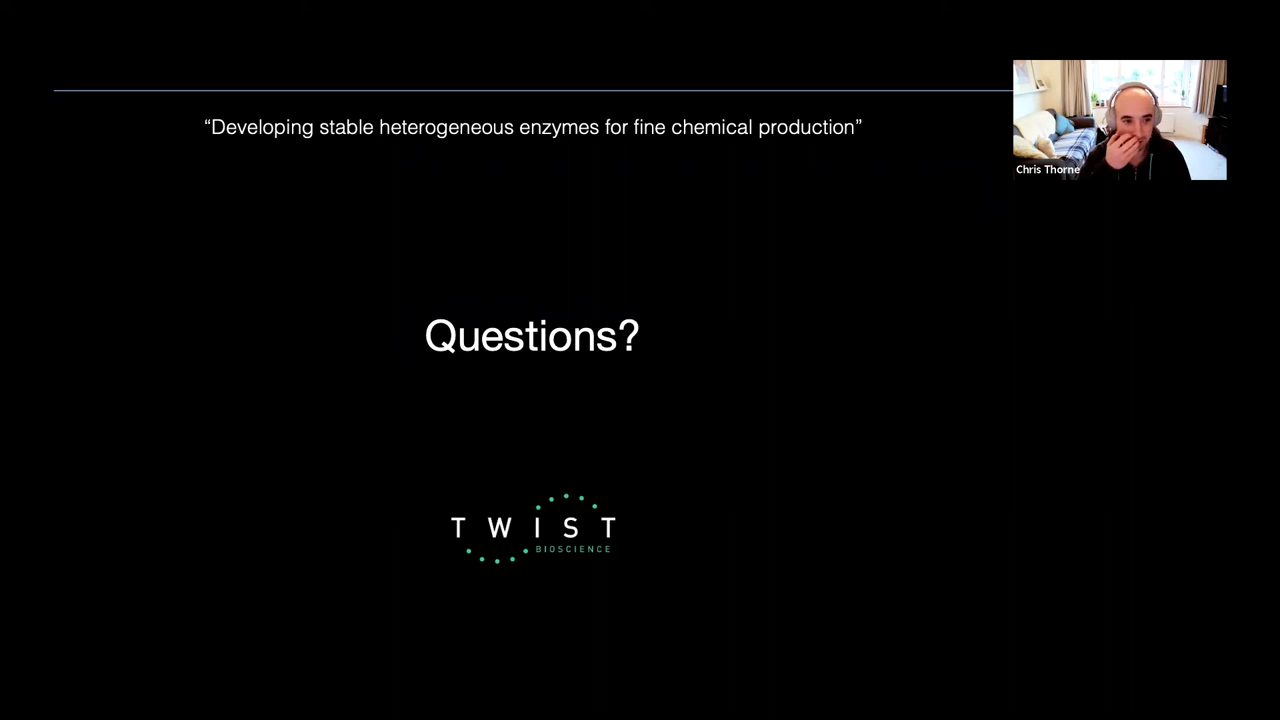 “Developing stable heterogeneous enzymes for fine chemical production”
Chris Thorne
Questions?
TWIST
BIOSCIENCE